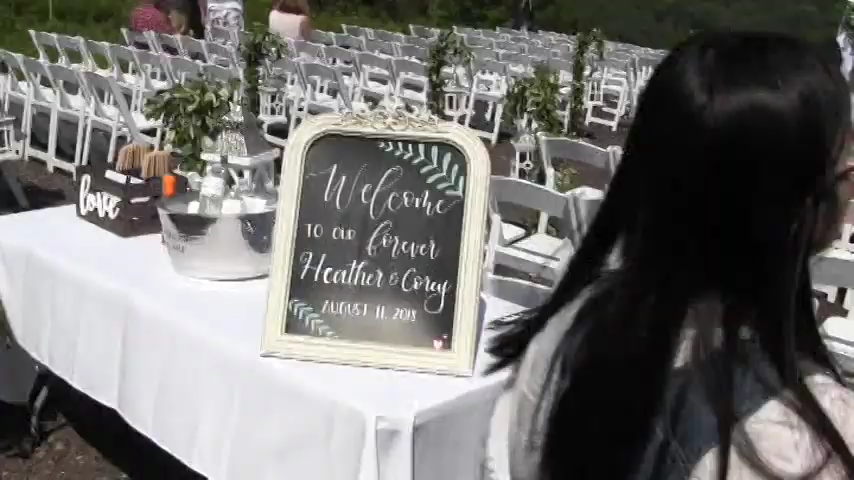 Welcome
TO OUR forever
Heather & Corey
AUGUST 11, 2018
love